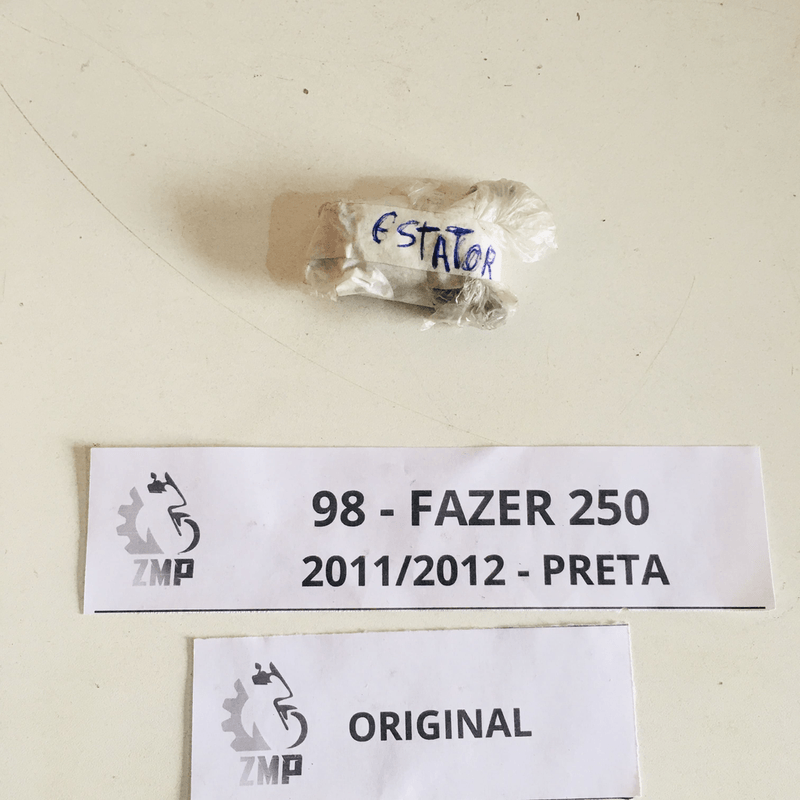 ESTATOR
98 - FAZER 250
2011/2012 - PRETA
ZMP
ORIGINAL
ZMP